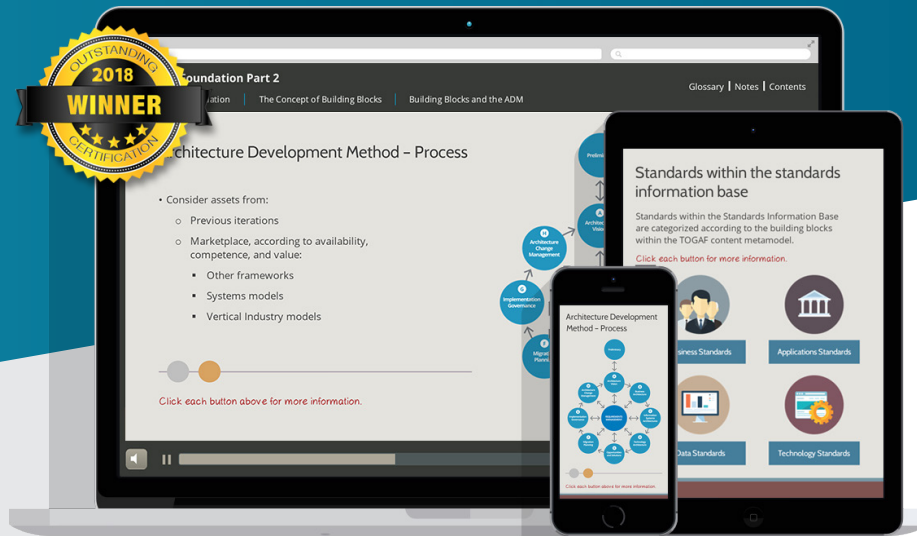 OUTSTANDING
2018
WINNER
CERTIFICATION
oundation Part 2
ation
The Concept of Building Blocks
Building Blocks and the ADM
Glossary | Notes | Contents
chitecture Development Method – Process
• Consider assets from:
o Previous iterations
o Marketplace, according to availability,
competence, and value:
▪ Other frameworks
▪ Systems models
▪ Vertical Industry models
Click each button above for more information.
H
Architecture
Change
Management
G
Implementation
Governance
F
A
Standards within the standards
information base
Standards within the Standards Information Base
are categorized according to the building blocks
within the TOGAF content metamodel.
Click each button for more information.
siness Standards
Applications Standards
Data Standards
Technology Standards
Architecture Development
Method – Process
Click each button above for more information.